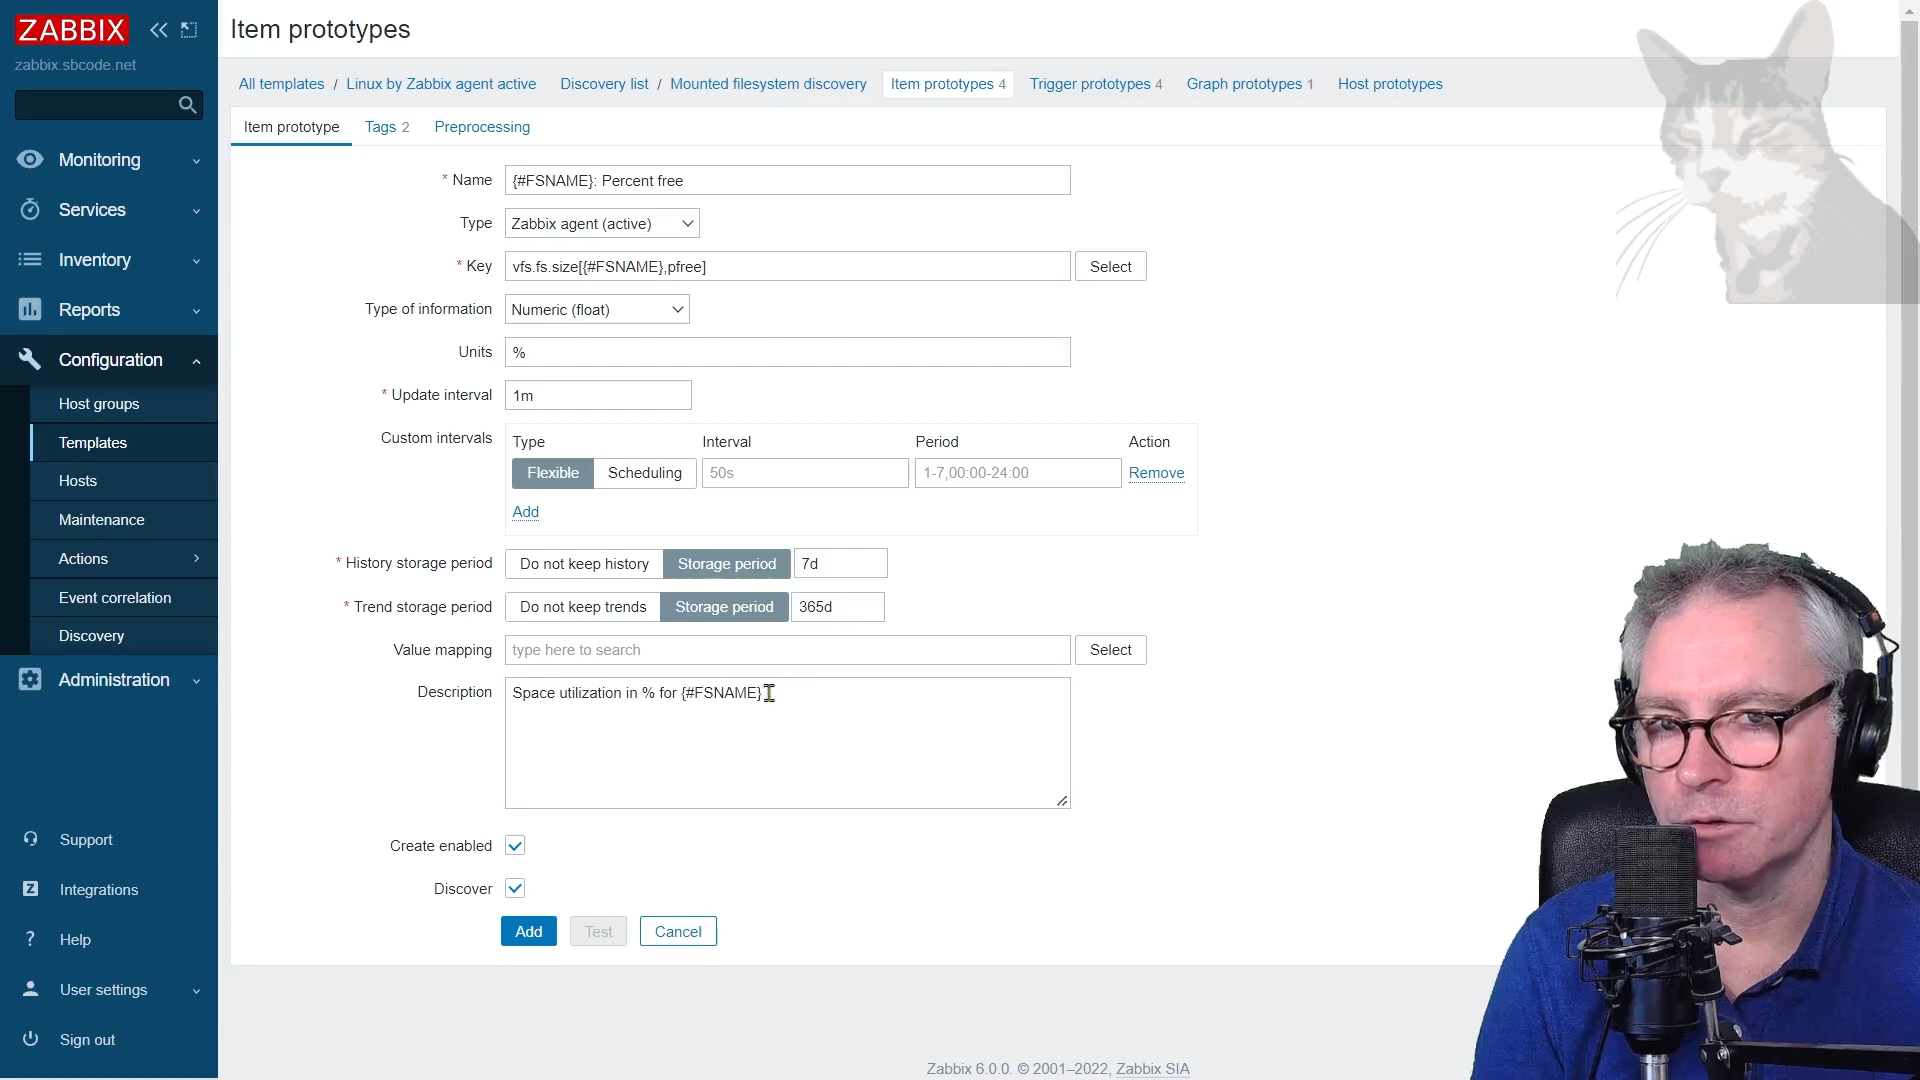 ZABBIX
zabbix.sbcode.net
Monitoring
Services
Inventory
Reports
Configuration
Host groups
Templates
Hosts
Maintenance
Actions
Event correlation
Discovery
Administration
Support
Integrations
Help
User settings
Sign out
Item prototypes
All templates / Linux by Zabbix agent active Discovery list / Mounted filesystem discovery Item prototypes 4 Trigger prototypes 4 Graph prototypes 1 Host prototypes
Item prototype Tags 2 Preprocessing
* Name {#FSNAME}: Percent free
Type Zabbix agent (active)
* Key vfs.fs.size[{#FSNAME},pfree] Select
Type of information Numeric (float)
Units %
* Update interval 1m
Custom intervals Type Interval Period Action
Flexible Scheduling 50s 1-7,00:00-24:00 Remove
Add
* History storage period Do not keep history Storage period 7d
* Trend storage period Do not keep trends Storage period 365d
Value mapping type here to search Select
Description Space utilization in % for {#FSNAME}
Create enabled
Discover
Add Test Cancel
Zabbix 6.0.0. © 2001–2022, Zabbix SIA